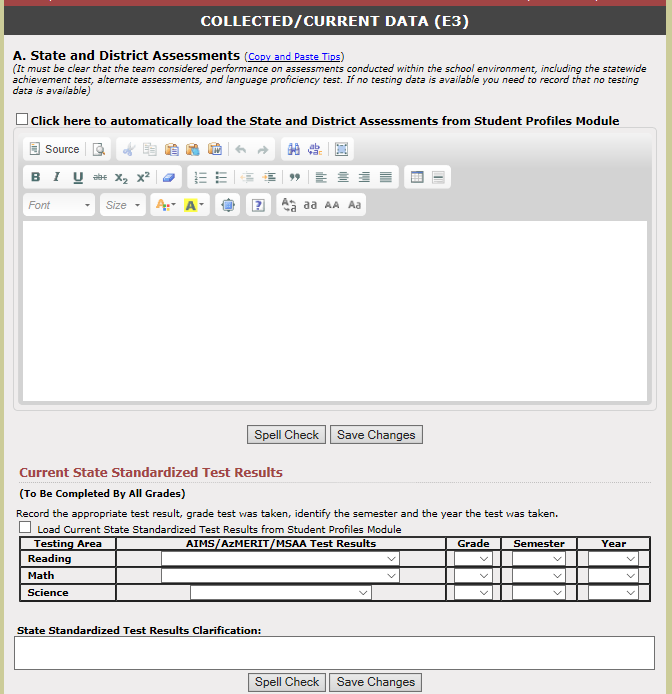 COLLECTED/CURRENT DATA (E3)
A. State and District Assessments (Copy and Paste Tips)
(It must be clear that the team considered performance on assessments conducted within the school environment, including the statewide
achievement test, alternate assessments, and language proficiency test. If no testing data is available you need to record that no testing
data is available)
Click here to automatically load the State and District Assessments from Student Profiles Module
Source
B I U abc X₂ X²
Font Size A A ? Aa aa AA Aa
Spell Check Save Changes
Current State Standardized Test Results
(To Be Completed By All Grades)
Record the appropriate test result, grade test was taken, identify the semester and the year the test was taken.
Load Current State Standardized Test Results from Student Profiles Module
Testing Area AIMS/AzMERIT/MSAA Test Results Grade Semester Year
Reading
Math
Science
State Standardized Test Results Clarification:
Spell Check Save Changes